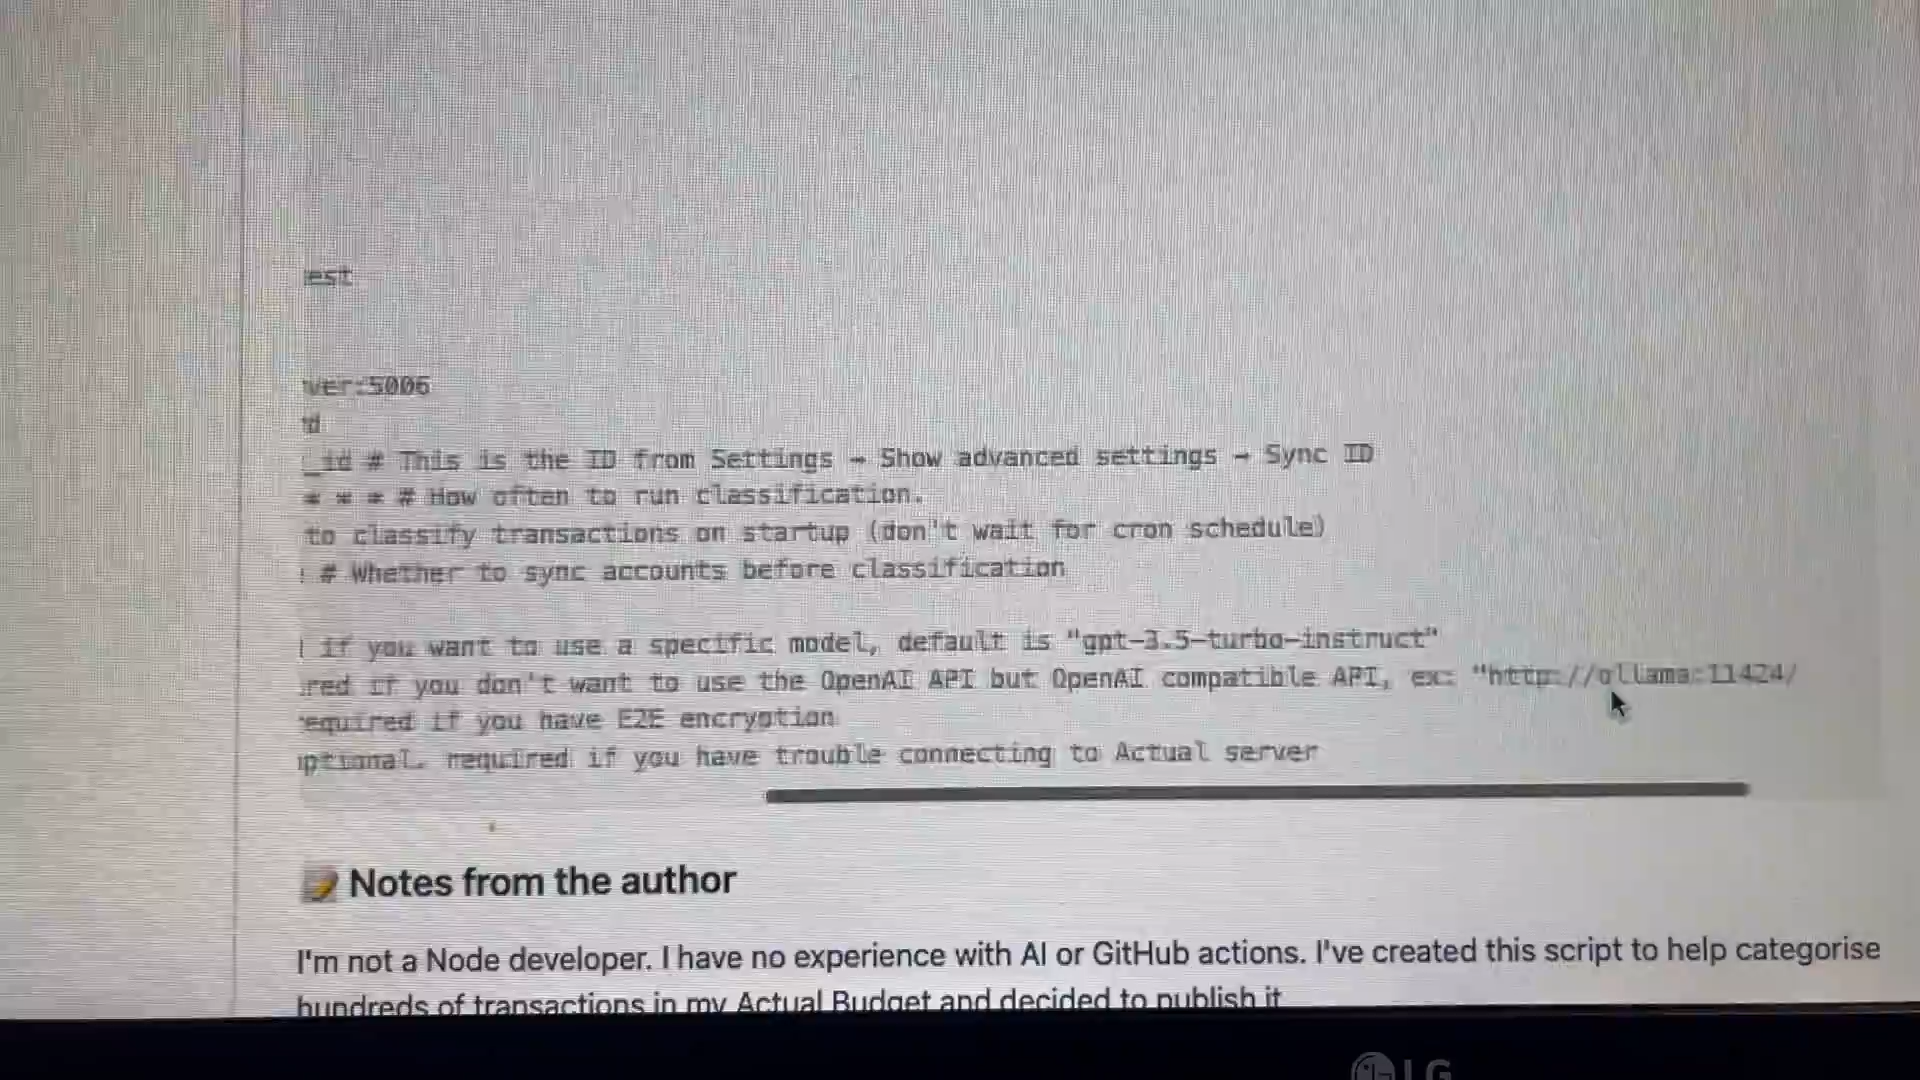 est
ver:5006
d
_id # This is the ID from Settings → Show advanced settings → Sync ID
* * * # How often to run classification.
to classify transactions on startup (don't wait for cron schedule)
# Whether to sync accounts before classification
if you want to use a specific model, default is "gpt-3.5-turbo-instruct"
red if you don't want to use the OpenAI API but OpenAI compatible API, ex: "http://ollama:11424/
equired if you have E2E encryption
ptional. required if you have trouble connecting to Actual server
📝 Notes from the author
I'm not a Node developer. I have no experience with AI or GitHub actions. I've created this script to help categorise
hundreds of transactions in my Actual Budget and decided to publish it
LG